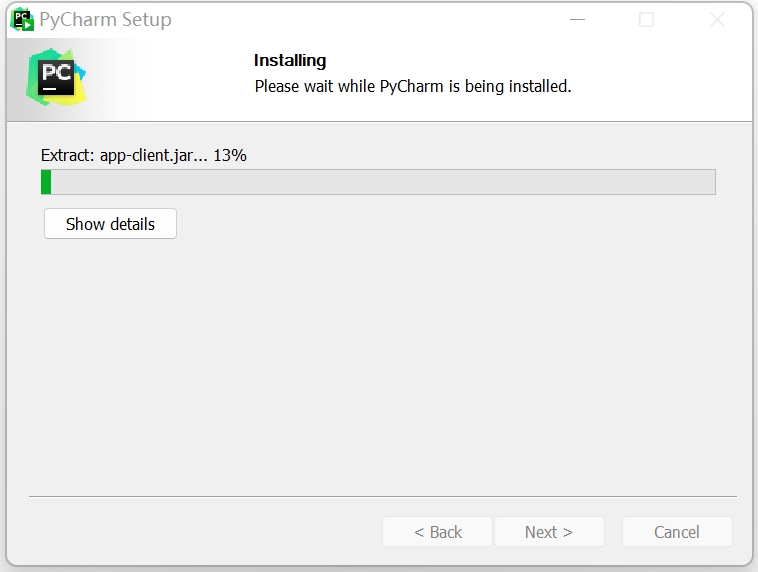 PyCharm Setup
PC
Installing
Please wait while PyCharm is being installed.
Extract: app-client.jar... 13%
Show details
< Back
Next >
Cancel